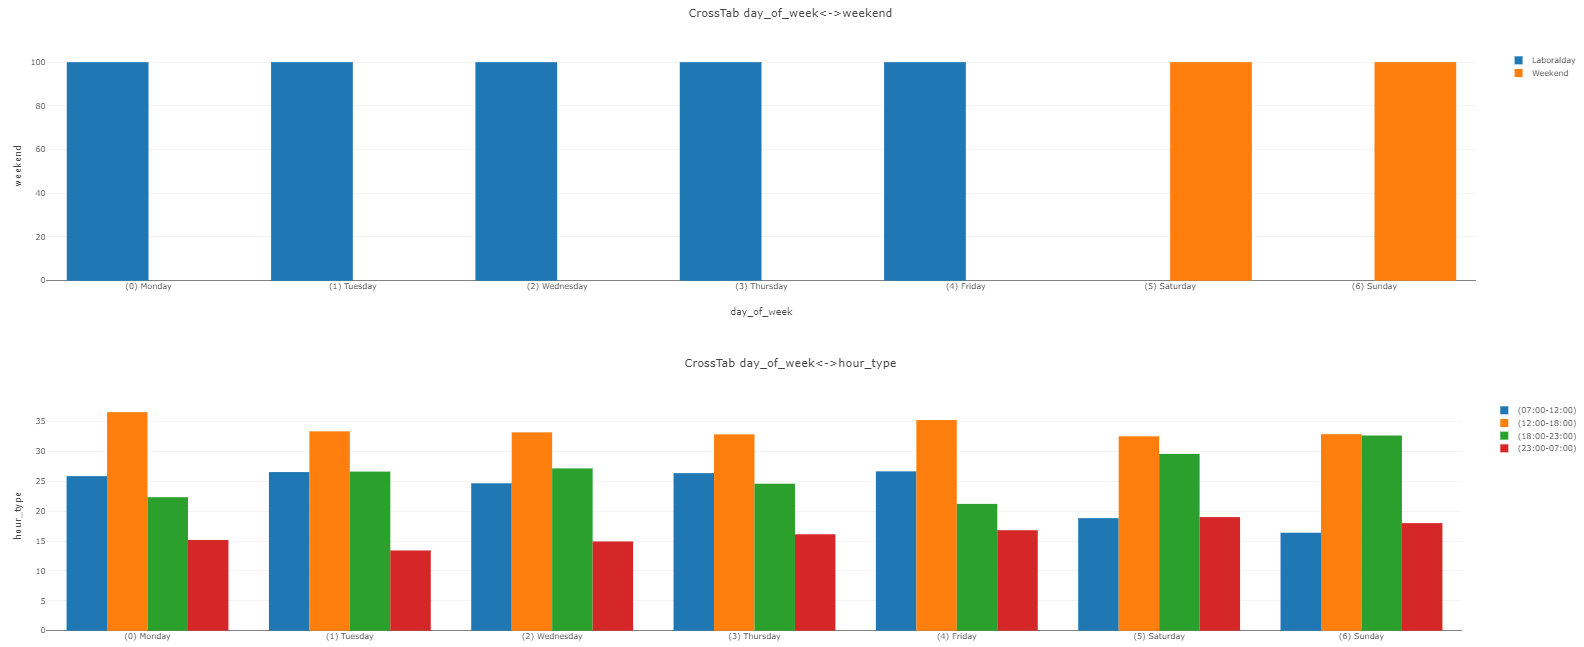 CrossTab day_of_week<->weekend
Laboralday
Weekend
100
80
60
40
20
0
weekend
(0) Monday
(1) Tuesday
(2) Wednesday
(3) Thursday
(4) Friday
(5) Saturday
(6) Sunday
day_of_week
CrossTab day_of_week<->hour_type
(07:00-12:00)
(12:00-18:00)
(18:00-23:00)
(23:00-07:00)
35
30
25
20
15
10
5
0
hour_type
(0) Monday
(1) Tuesday
(2) Wednesday
(3) Thursday
(4) Friday
(5) Saturday
(6) Sunday